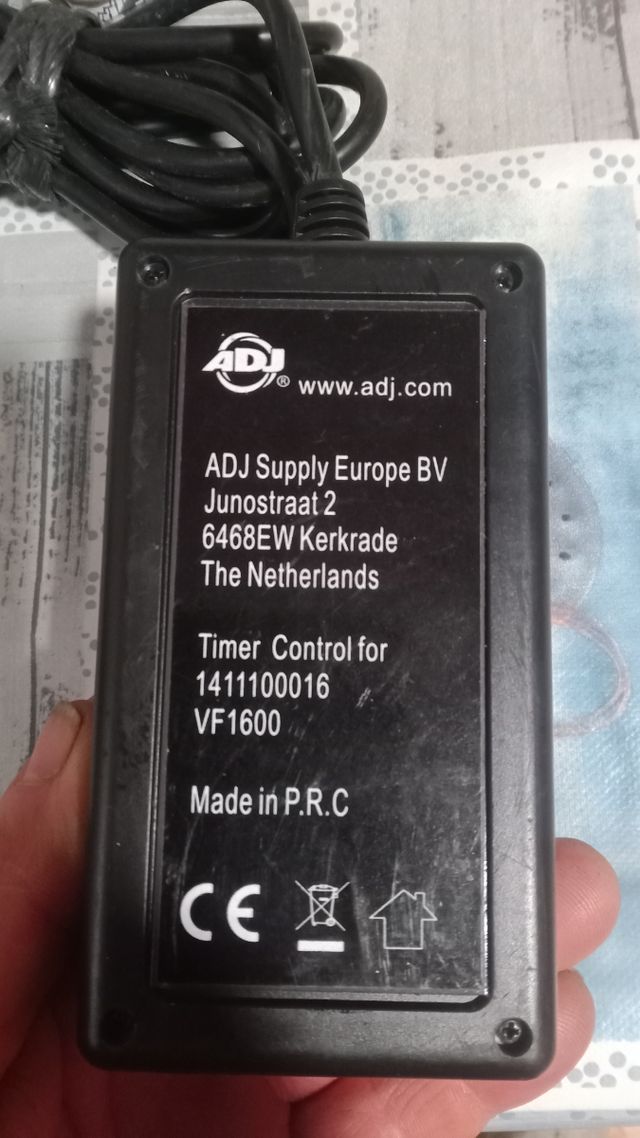 ADJ® www.adj.com
ADJ Supply Europe BV
Junostraat 2
6468EW Kerkrade
The Netherlands
Timer Control for
1411100016
VF1600
Made in P.R.C
CE